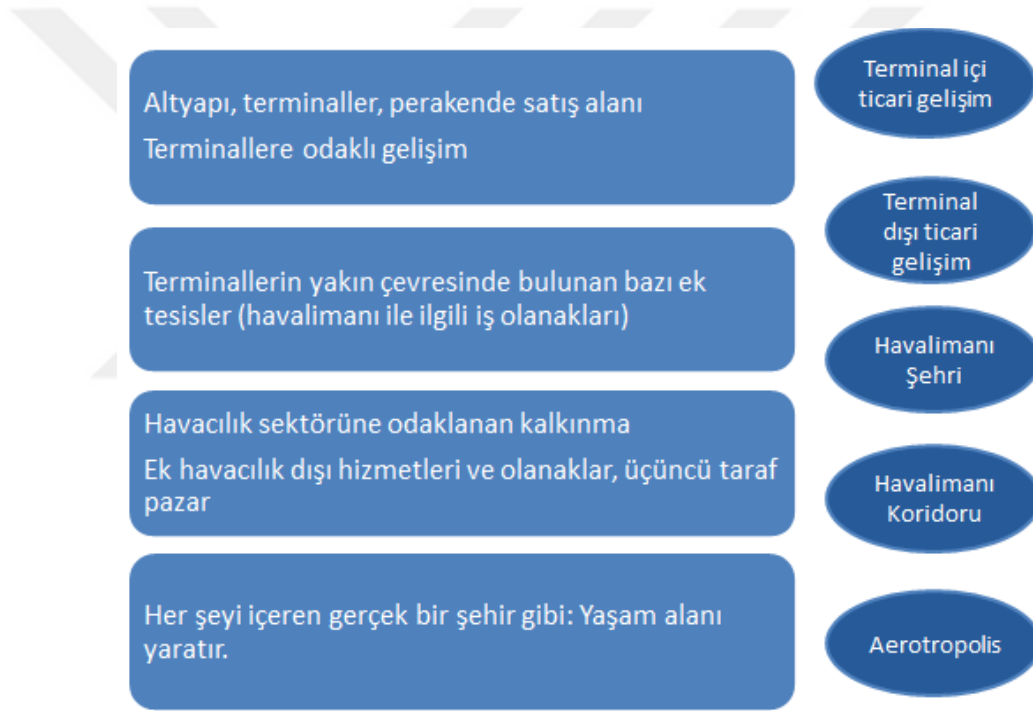 Altyapı, terminaller, perakende satış alanı
Terminallere odaklı gelişim
Terminal içi
ticari gelişim
Terminallerin yakın çevresinde bulunan bazı ek
tesisler (havalimanı ile ilgili iş olanakları)
Terminal
dışı ticari
gelişim
Havacılık sektörüne odaklanan kalkınma
Ek havacılık dışı hizmetleri ve olanaklar, üçüncü taraf
pazar
Havalimanı
Şehri
Havalimanı
Koridoru
Her şeyi içeren gerçek bir şehir gibi: Yaşam alanı
yaratır.
Aerotropolis